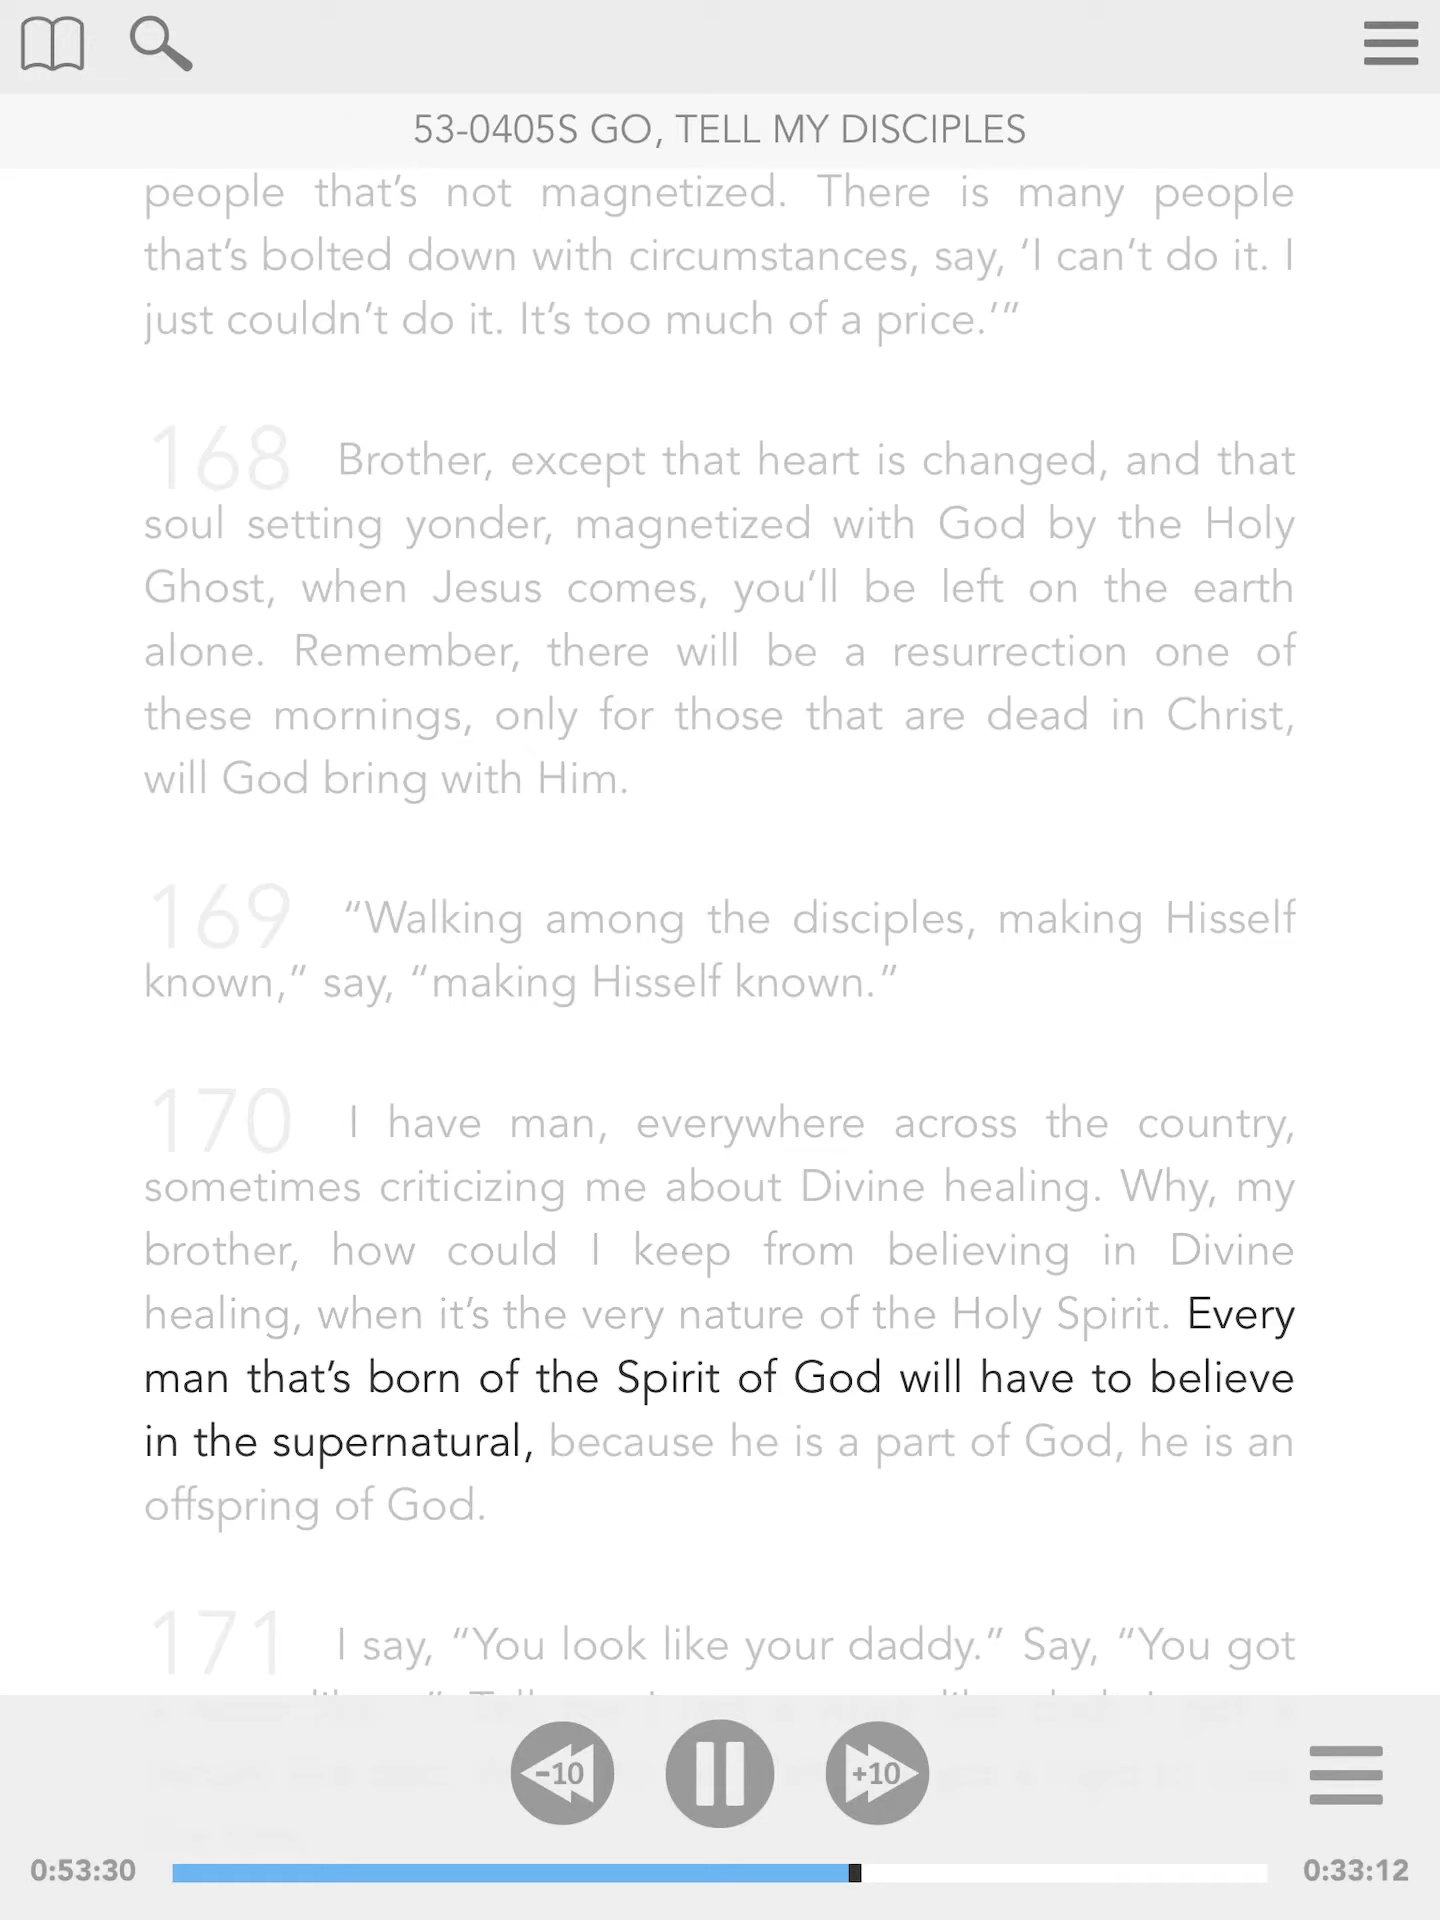 53-0405S GO, TELL MY DISCIPLES
people that’s not magnetized. There is many people
that’s bolted down with circumstances, say, ‘I can’t do it. I
just couldn’t do it. It’s too much of a price.’”
168 Brother, except that heart is changed, and that
soul setting yonder, magnetized with God by the Holy
Ghost, when Jesus comes, you’ll be left on the earth
alone. Remember, there will be a resurrection one of
these mornings, only for those that are dead in Christ,
will God bring with Him.
169 “Walking among the disciples, making Hisself
known,” say, “making Hisself known.”
170 I have man, everywhere across the country,
sometimes criticizing me about Divine healing. Why, my
brother, how could I keep from believing in Divine
healing, when it’s the very nature of the Holy Spirit. Every
man that’s born of the Spirit of God will have to believe
in the supernatural, because he is a part of God, he is an
offspring of God.
171 I say, “You look like your daddy.” Say, “You got
-10 +10
0:53:30 0:33:12